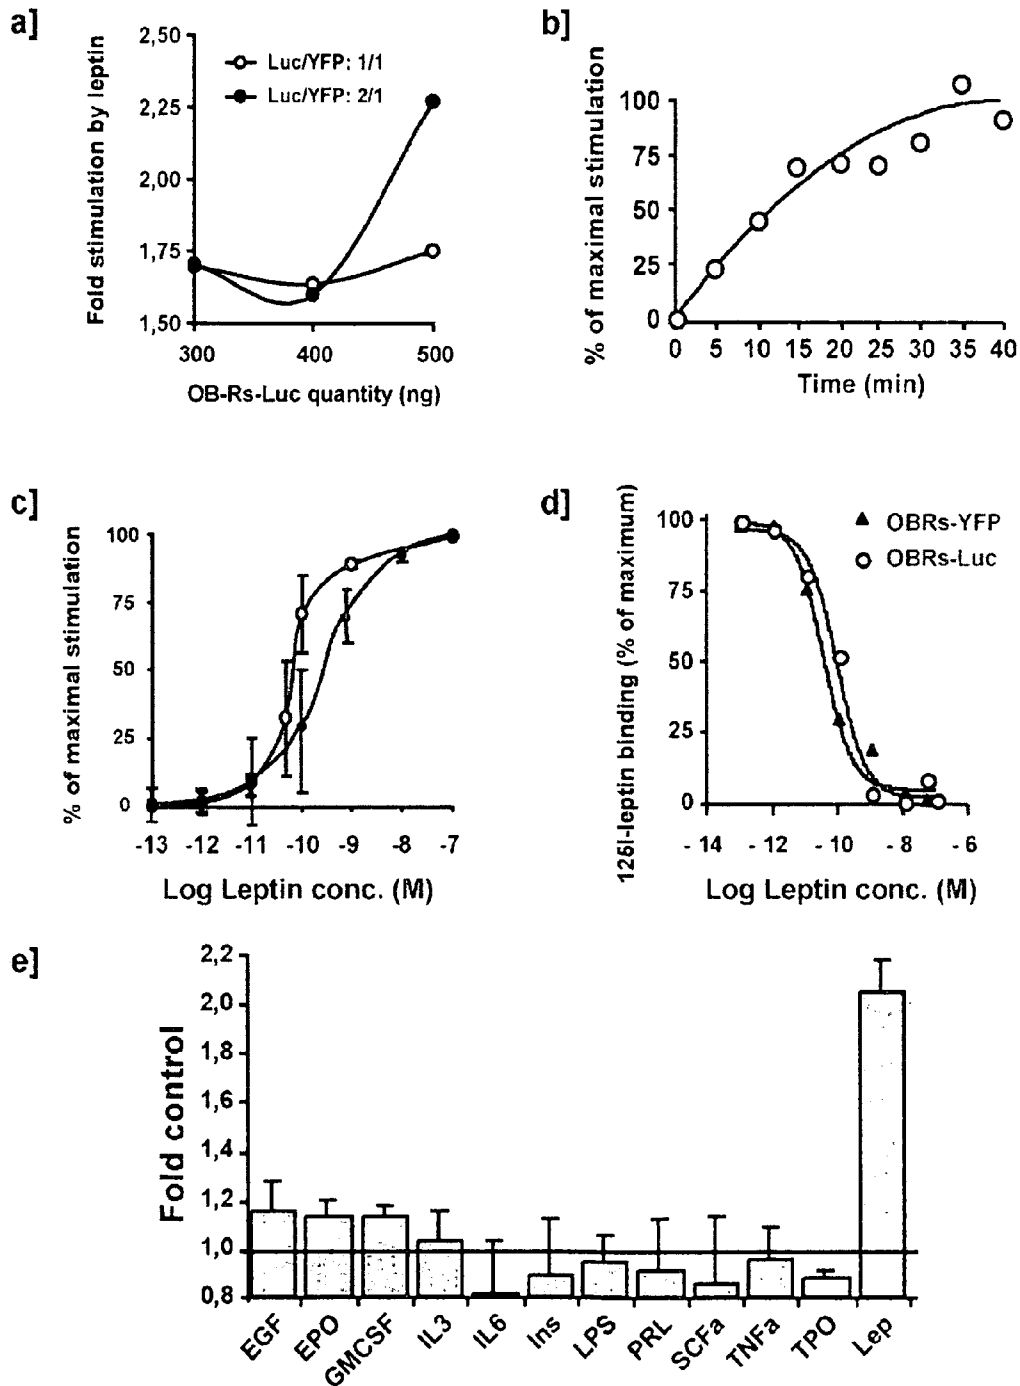 a]
Fold stimulation by leptin
2,50
2,25
2,00
1,75
1,50
Luc/YFP: 1/1
Luc/YFP: 2/1
300 400 500
OB-Rs-Luc quantity (ng)
b]
% of maximal stimulation
100
75
50
25
0
0 5 10 15 20 25 30 35 40
Time (min)
c]
% of maximal stimulation
100
75
50
25
0
-13 -12 -11 -10 -9 -8 -7
Log Leptin conc. (M)
d]
125I-leptin binding (% of maximum)
100
75
50
25
0
OBRs-YFP
OBRs-Luc
- 14 - 12 - 10 - 8 - 6
Log Leptin conc. (M)
e]
Fold control
2,2
2,0
1,8
1,6
1,4
1,2
1,0
0,8
EGF EPO GMCSF IL3 IL6 Ins LPS PRL SCFa TNFa TPO Lep